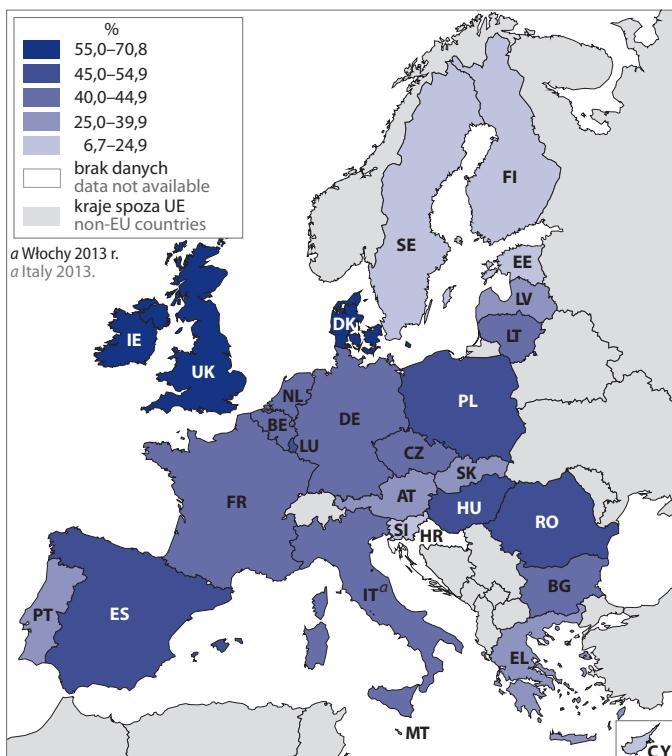 %
55,0–70,8
45,0–54,9
40,0–44,9
25,0–39,9
6,7–24,9
brak danych
data not available
kraje spoza UE
non-EU countries
a Włochy 2013 r.
a Italy 2013.
FI
SE
EE
LV
LT
DK
IE
UK
NL
BE
LU
DE
PL
CZ
SK
AT
HU
RO
FR
SI
HR
BG
ITa
PT
ES
EL
MT
CY